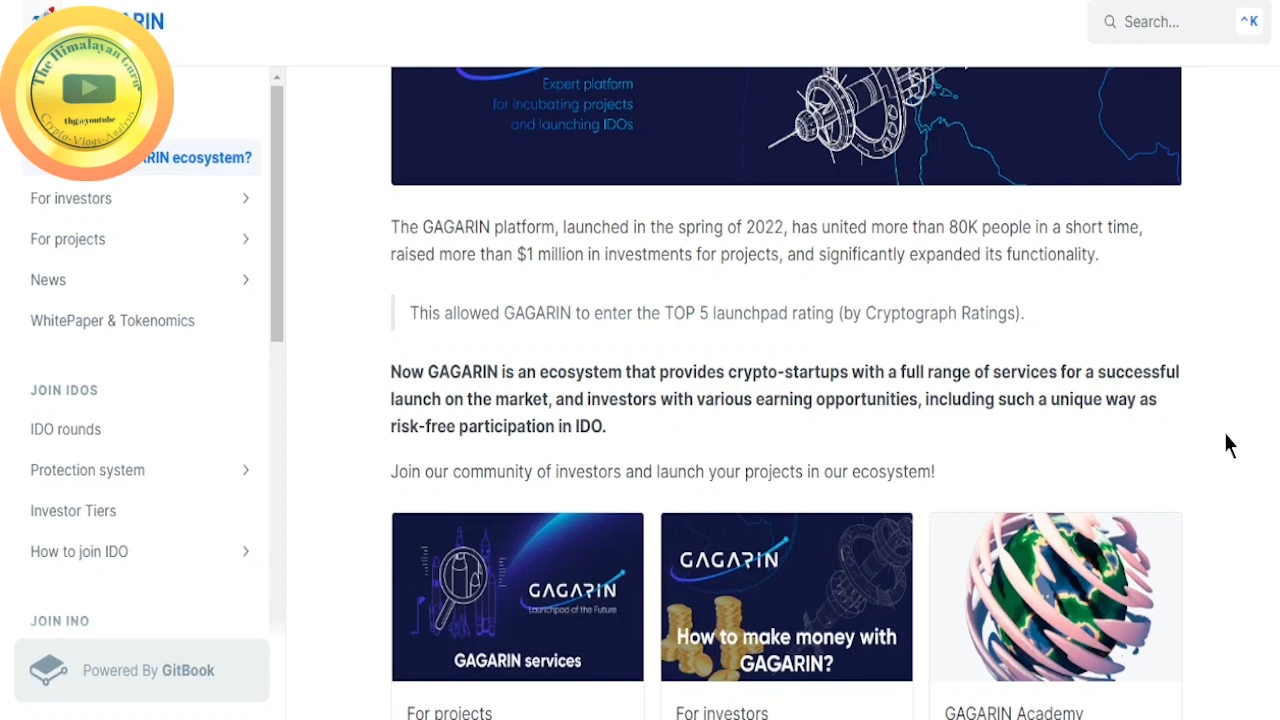 RIN
Search...
^K
The Himalayan Guru
thg@youtube
Crypto-Vlogs-Analysis
Expert platform
for incubating projects
and launching IDOs
RIN ecosystem?
For investors
For projects
News
WhitePaper & Tokenomics
JOIN IDOS
IDO rounds
Protection system
Investor Tiers
How to join IDO
JOIN INO
Powered By GitBook
The GAGARIN platform, launched in the spring of 2022, has united more than 80K people in a short time,
raised more than $1 million in investments for projects, and significantly expanded its functionality.
This allowed GAGARIN to enter the TOP 5 launchpad rating (by Cryptograph Ratings).
Now GAGARIN is an ecosystem that provides crypto-startups with a full range of services for a successful
launch on the market, and investors with various earning opportunities, including such a unique way as
risk-free participation in IDO.
Join our community of investors and launch your projects in our ecosystem!
GAGARIN
Launchpad of the Future
GAGARIN services
For projects
GAGARIN
How to make money with
GAGARIN?
For investors
GAGARIN Academy